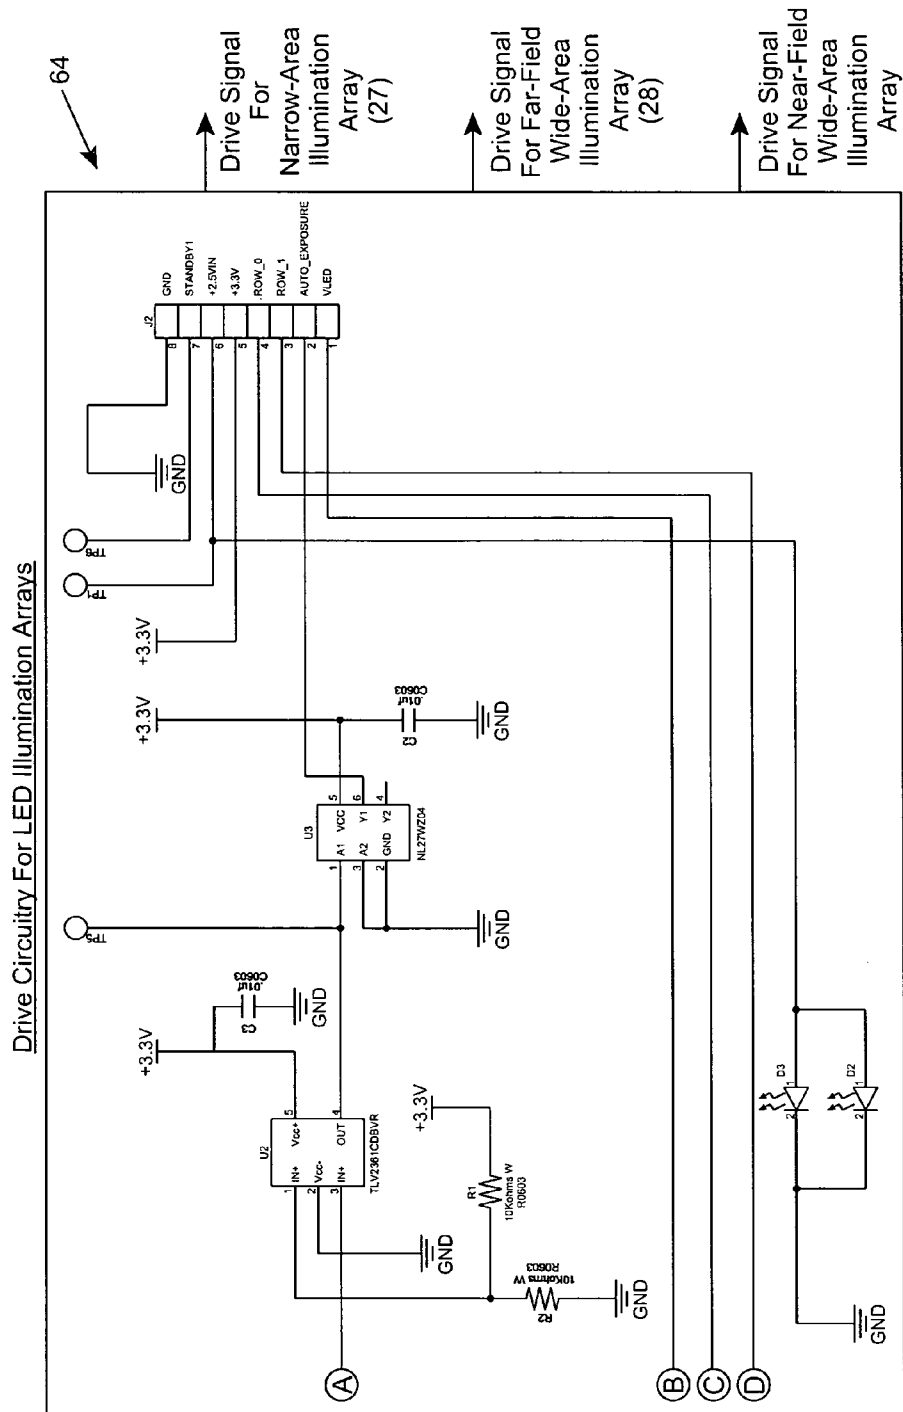 Drive Circuitry For LED Illumination Arrays
64
Drive Signal
For
Narrow-Area
Illumination
Array
(27)
Drive Signal
For Far-Field
Wide-Area
Illumination
Array
(28)
Drive Signal
For Near-Field
Wide-Area
Illumination
Array
J2
GND
STANDBY1
+2.5VIN
+3.3V
.ROW_0
ROW_1
AUTO_EXPOSURE
VLED
8
7
6
5
4
3
2
1
GND
TP6
TP1
+3.3V
+3.3V
.01uf
C0603
C3
GND
U3
5
6
4
VCC
Y1
Y2
A1
A2
GND
1
3
2
NL27WZ04
GND
TP5
+3.3V
.01uf
C0603
C3
GND
U2
5
4
Vcc+
OUT
IN+
Vcc-
IN+
1
2
3
TLV2361CDBVR
GND
+3.3V
R1
10Kohms W
R0603
10Kohms W
R0603
R2
GND
D3
1
2
D2
1
2
GND
A
B
C
D